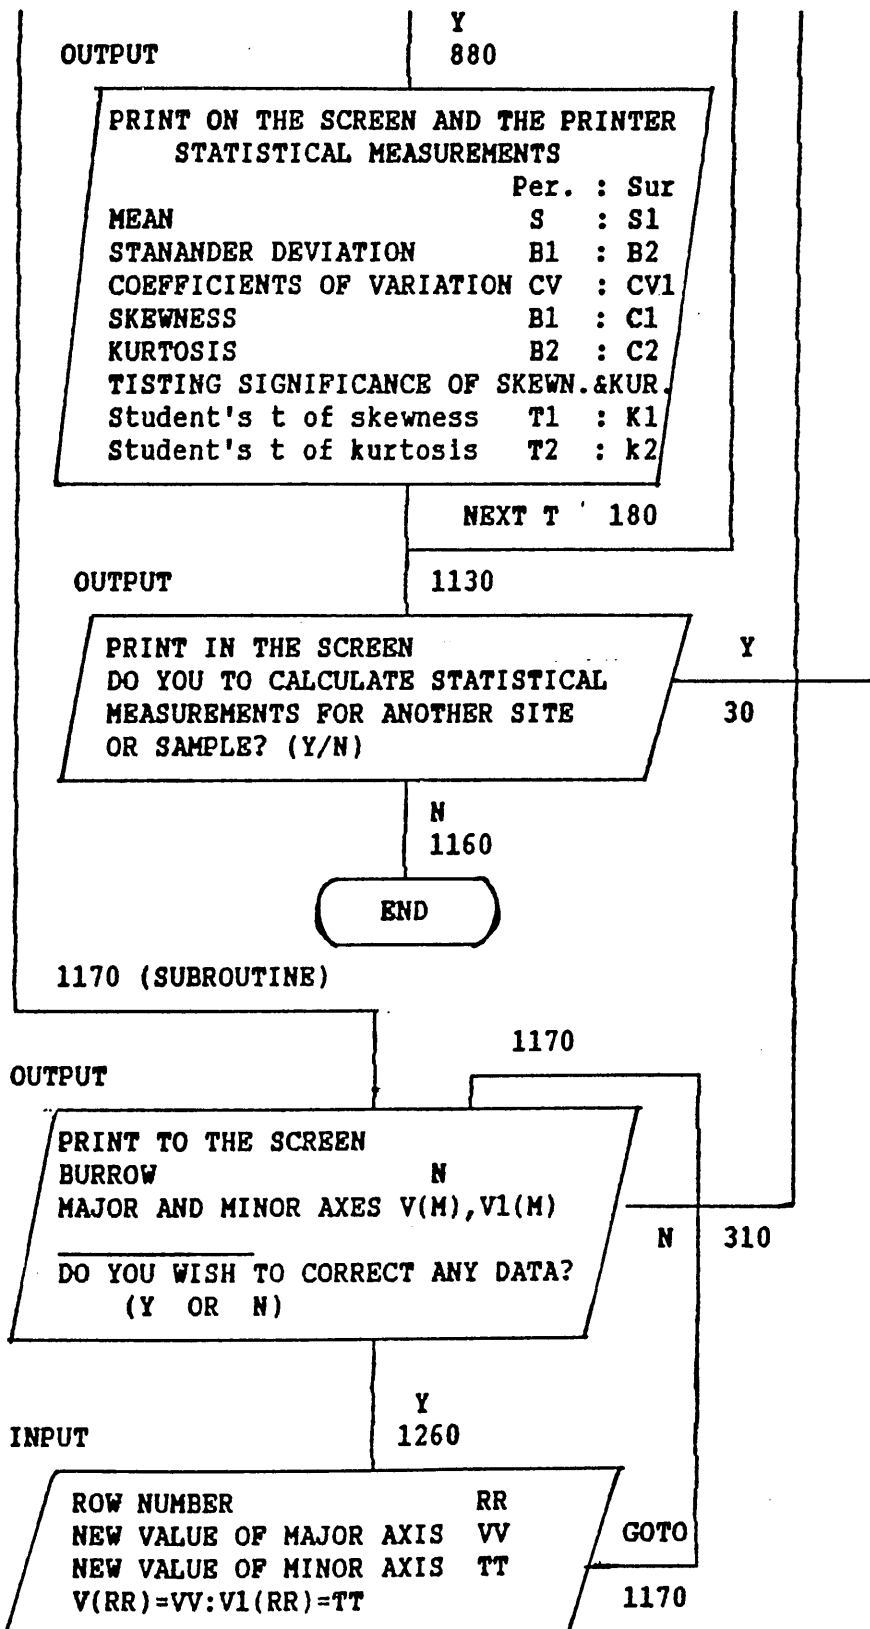 Y
OUTPUT 880
PRINT ON THE SCREEN AND THE PRINTER
STATISTICAL MEASUREMENTS
Per. : Sur
MEAN S : S1
STANANDER DEVIATION B1 : B2
COEFFICIENTS OF VARIATION CV : CV1
SKEWNESS B1 : C1
KURTOSIS B2 : C2
TISTING SIGNIFICANCE OF SKEWN.&KUR.
Student's t of skewness T1 : K1
Student's t of kurtosis T2 : k2
NEXT T 180
OUTPUT 1130
PRINT IN THE SCREEN
DO YOU TO CALCULATE STATISTICAL
MEASUREMENTS FOR ANOTHER SITE
OR SAMPLE? (Y/N)
Y
30
N
1160
END
1170 (SUBROUTINE)
1170
OUTPUT
PRINT TO THE SCREEN
BURROW N
MAJOR AND MINOR AXES V(M),V1(M)
N 310
DO YOU WISH TO CORRECT ANY DATA?
(Y OR N)
Y
INPUT 1260
ROW NUMBER RR
NEW VALUE OF MAJOR AXIS VV
NEW VALUE OF MINOR AXIS TT
V(RR)=VV:V1(RR)=TT
GOTO
1170